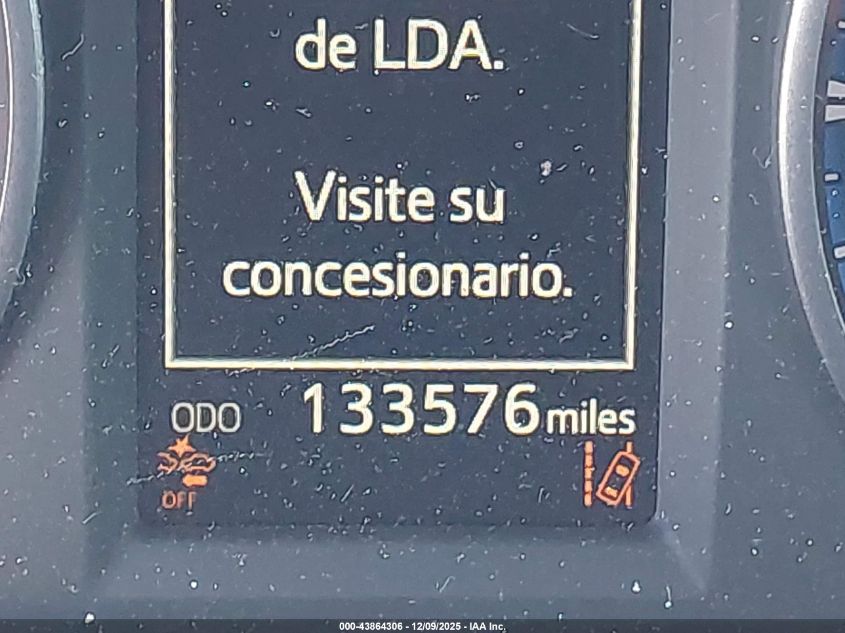 de LDA.
Visite su
concesionario.
ODO 133576 miles
OFF
000-43864306 - 12/09/2025 - IAA Inc.